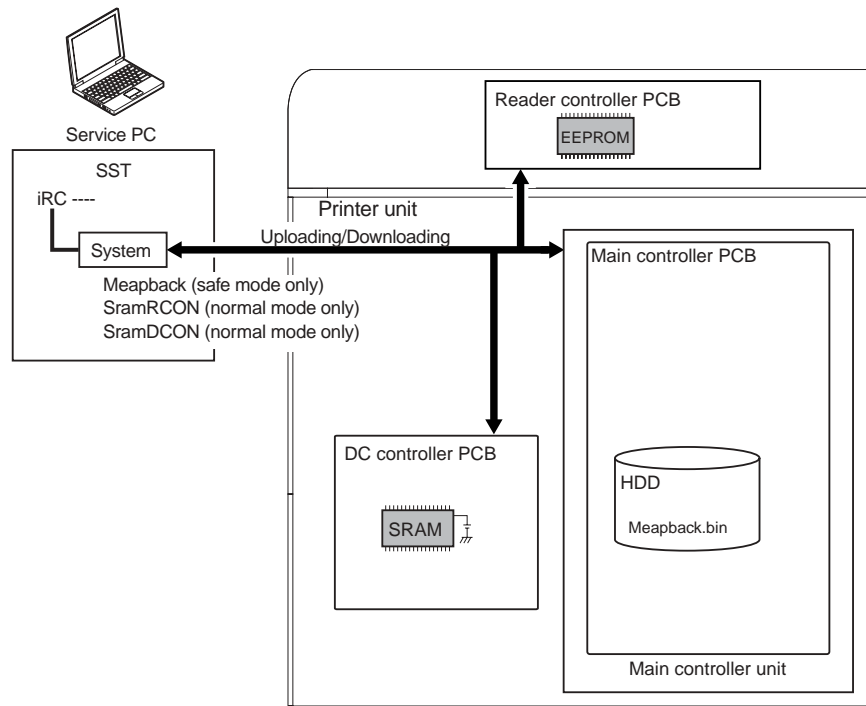 Service PC
SST
iRC ----
System
Meapback (safe mode only)
SramRCON (normal mode only)
SramDCON (normal mode only)
Uploading/Downloading
Printer unit
Reader controller PCB
EEPROM
Main controller PCB
HDD
Meapback.bin
Main controller unit
DC controller PCB
SRAM